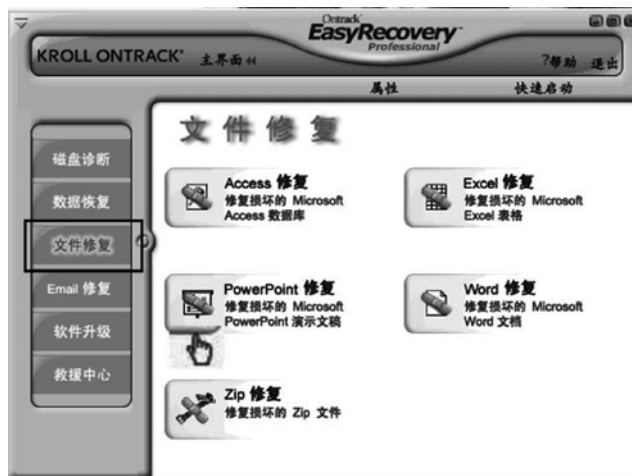 Ontrack
EasyRecovery
Professional
KROLL ONTRACK 主界面
?帮助 退出
属性 快速启动
文件修复
磁盘诊断
数据恢复
文件修复
Email 修复
软件升级
救援中心
Access 修复
修复损坏的 Microsoft
Access 数据库
Excel 修复
修复损坏的 Microsoft
Excel 表格
PowerPoint 修复
修复损坏的 Microsoft
PowerPoint 演示文稿
Word 修复
修复损坏的 Microsoft
Word 文档
Zip 修复
修复损坏的 Zip 文件